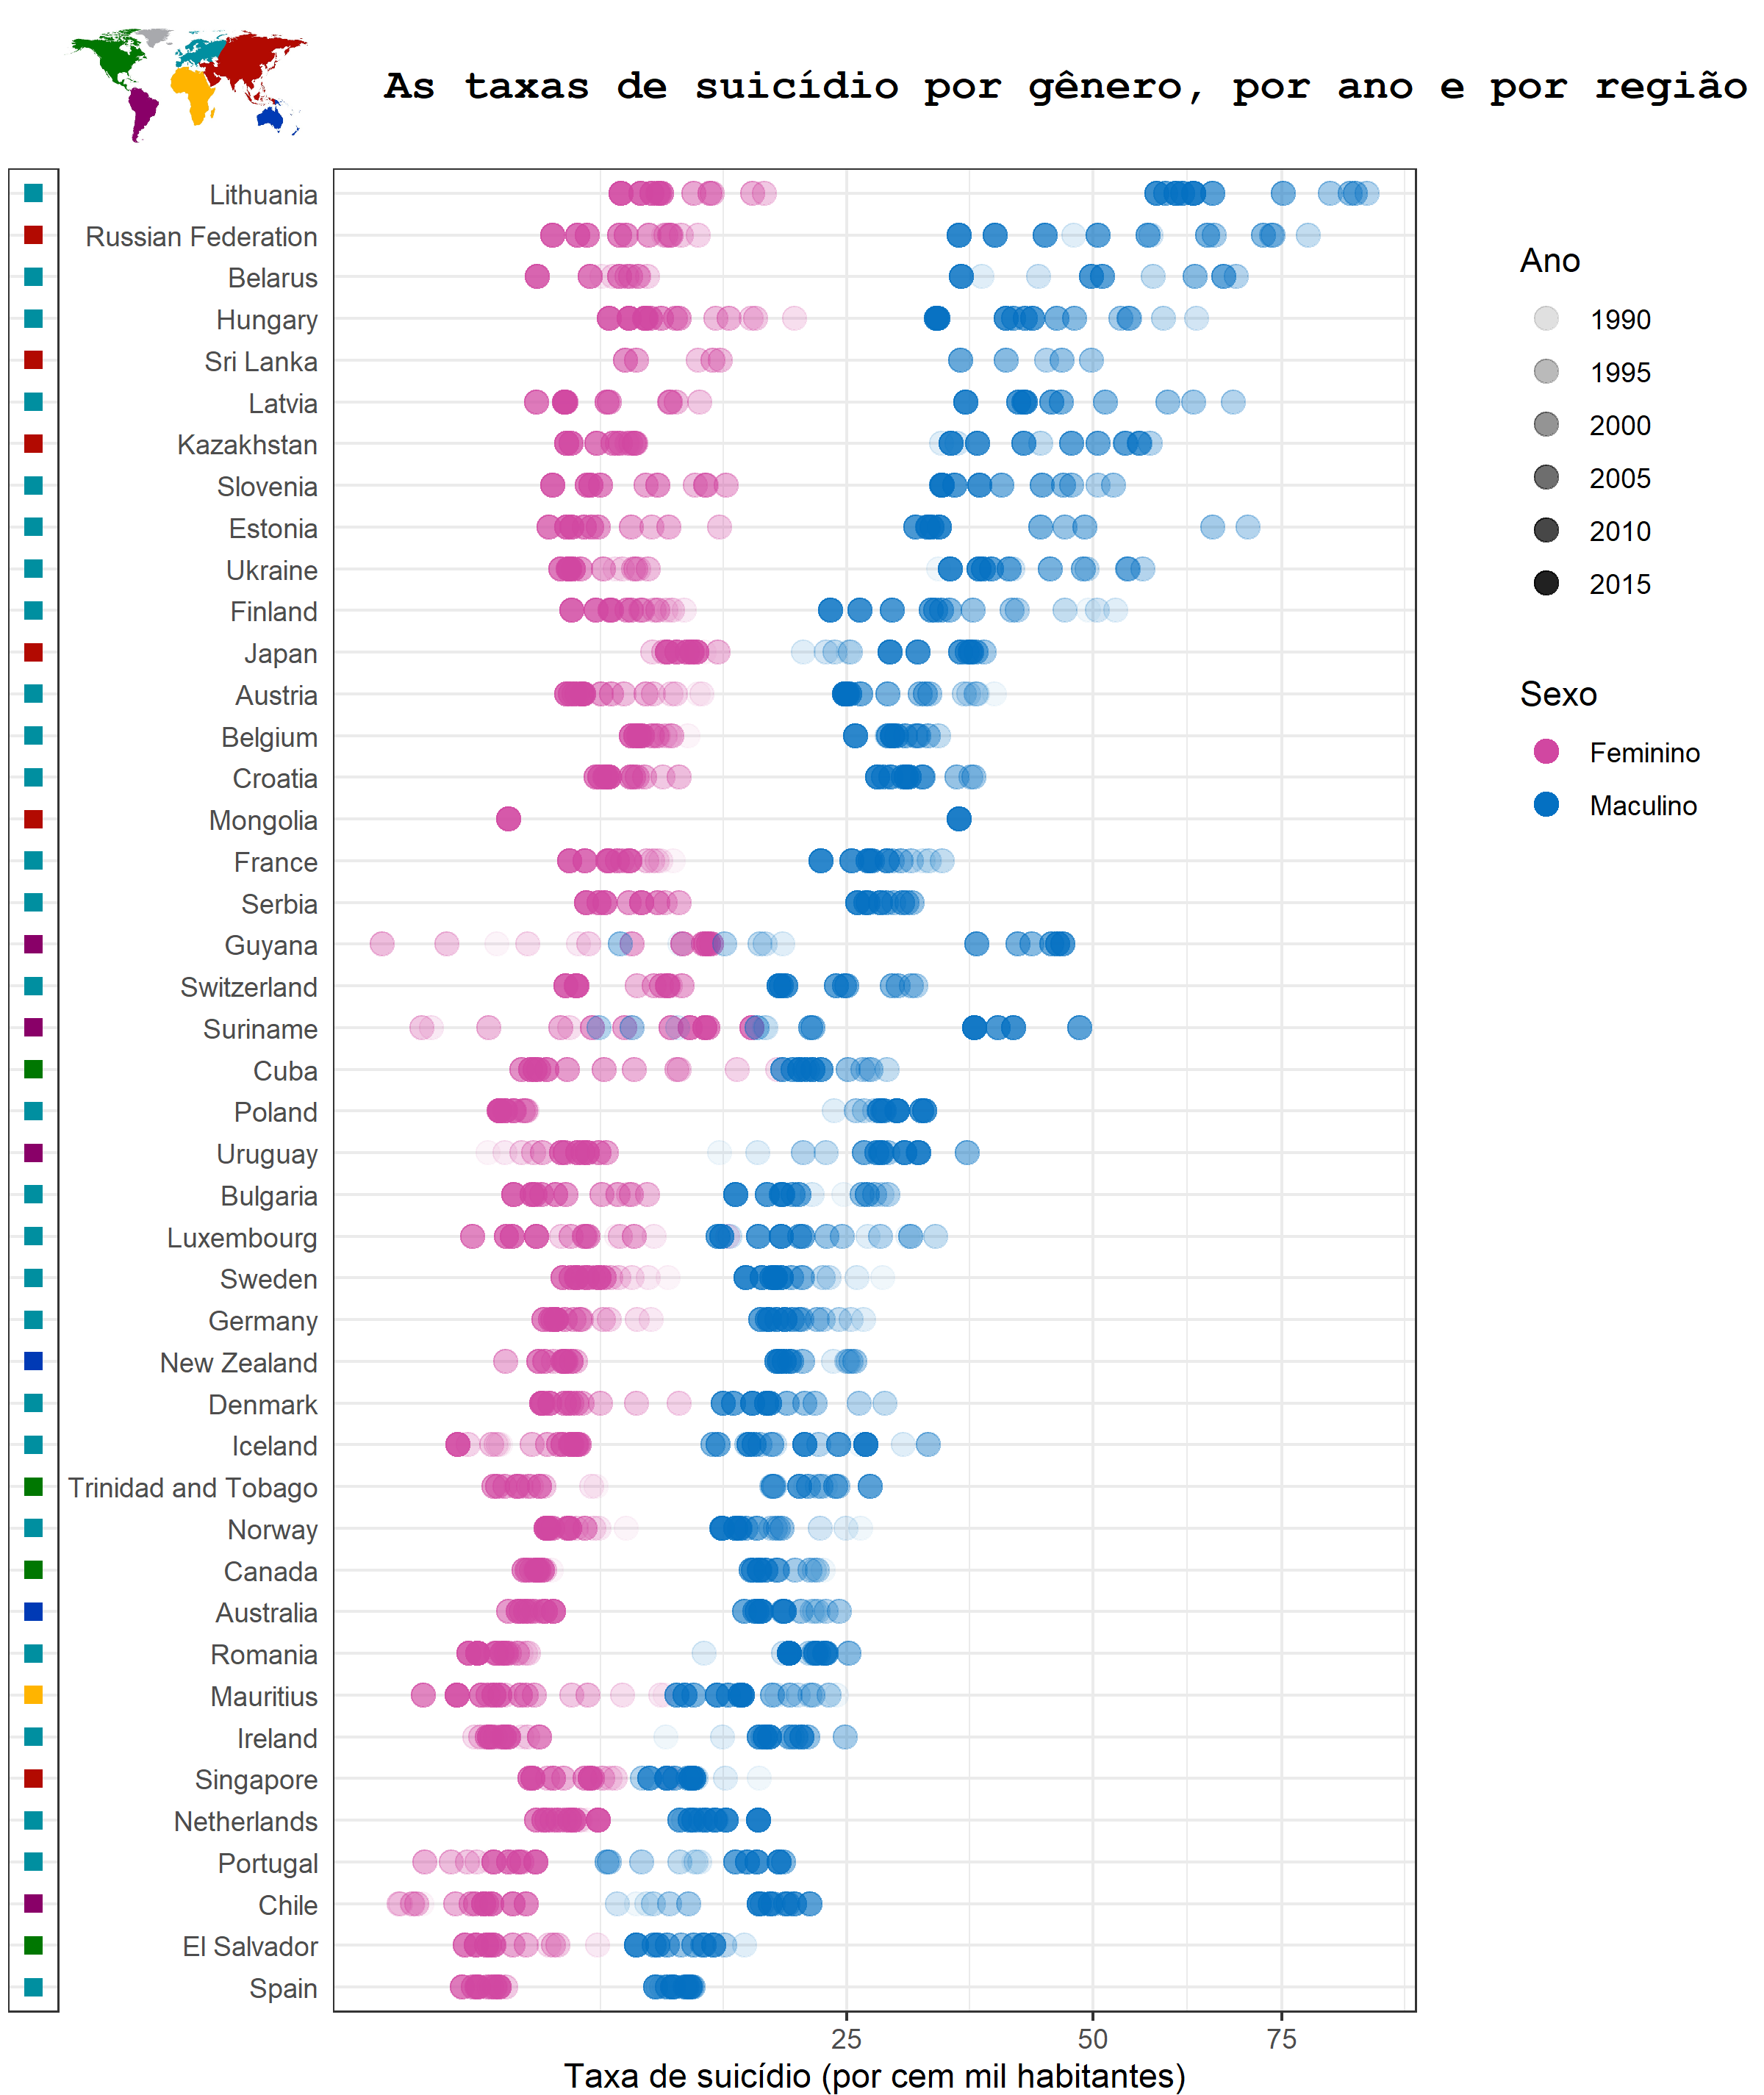 As taxas de suicídio por gênero, por ano e por região
Lithuania
Russian Federation
Belarus
Hungary
Sri Lanka
Latvia
Kazakhstan
Slovenia
Estonia
Ukraine
Finland
Japan
Austria
Belgium
Croatia
Mongolia
France
Serbia
Guyana
Switzerland
Suriname
Cuba
Poland
Uruguay
Bulgaria
Luxembourg
Sweden
Germany
New Zealand
Denmark
Iceland
Trinidad and Tobago
Norway
Canada
Australia
Romania
Mauritius
Ireland
Singapore
Netherlands
Portugal
Chile
El Salvador
Spain
25 50 75
Taxa de suicídio (por cem mil habitantes)
Ano
1990
1995
2000
2005
2010
2015
Sexo
Feminino
Maculino